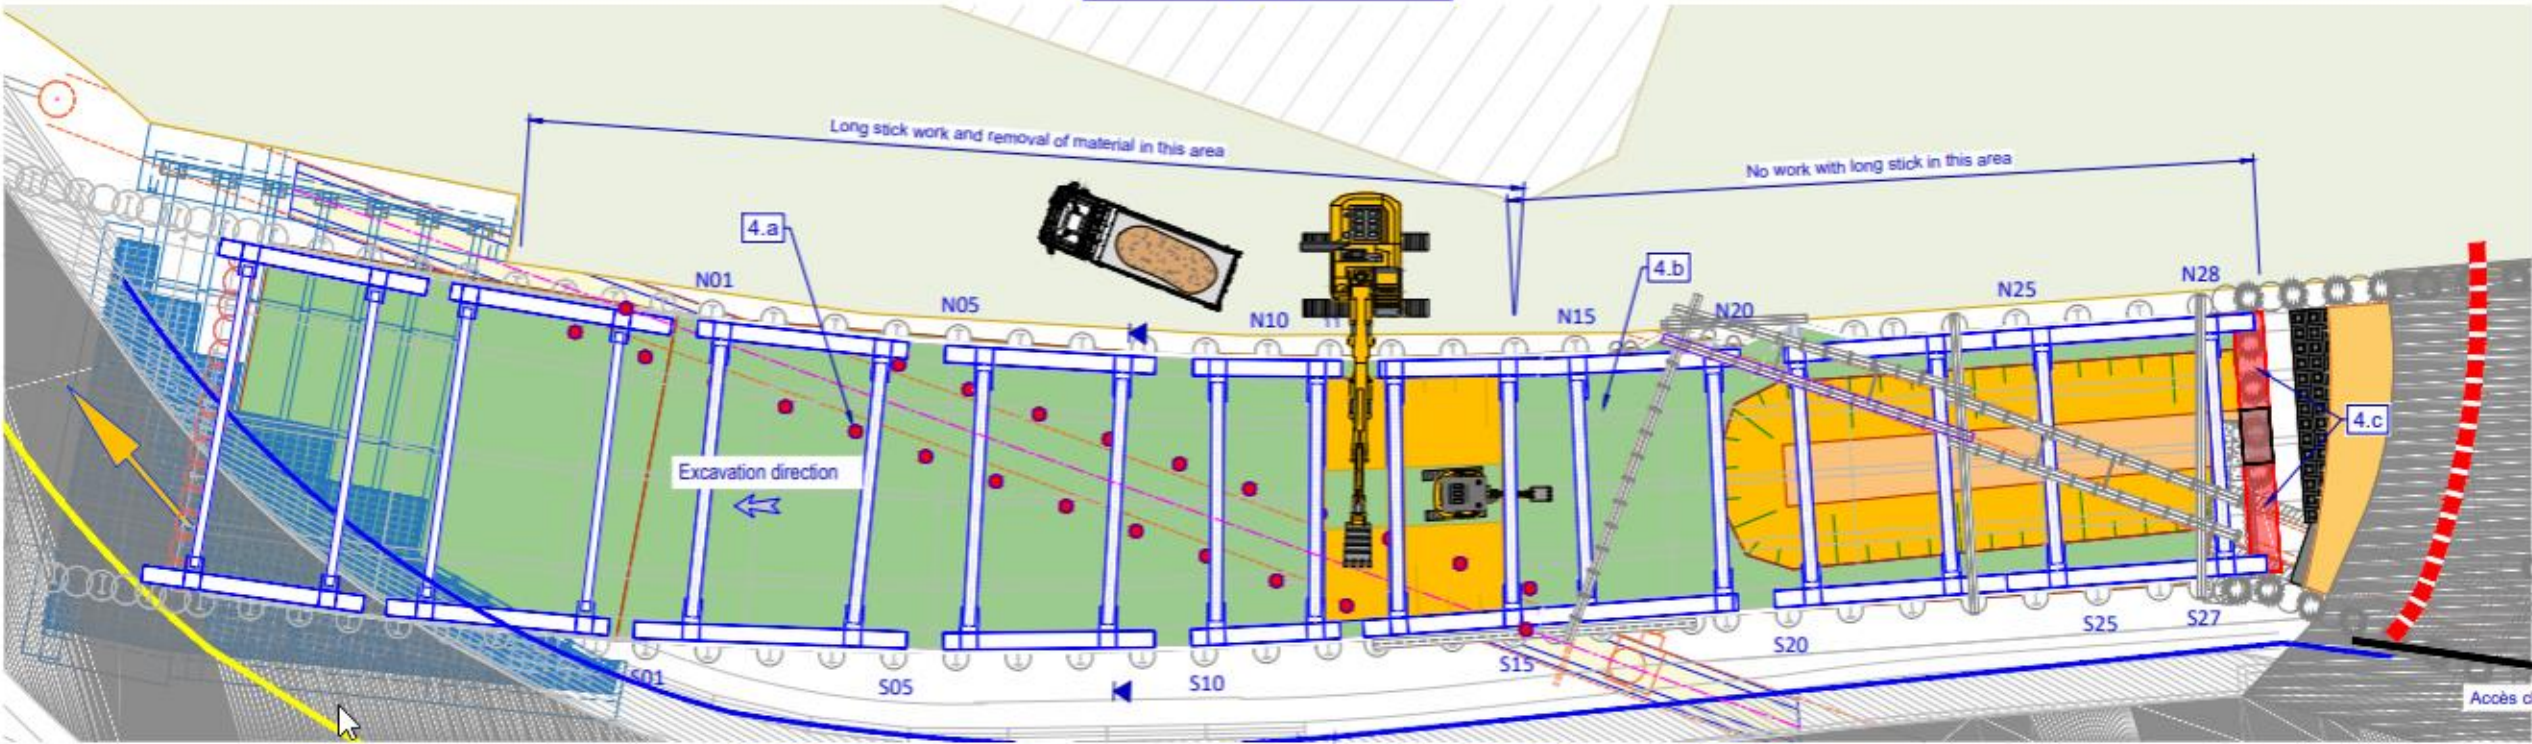 Long stick work and removal of material in this area
No work with long stick in this area
4.a
4.b
N01
N05
N10
N15
N20
N25
N28
4.c
Excavation direction
S01
S05
S10
S15
S20
S25
S27
Accès